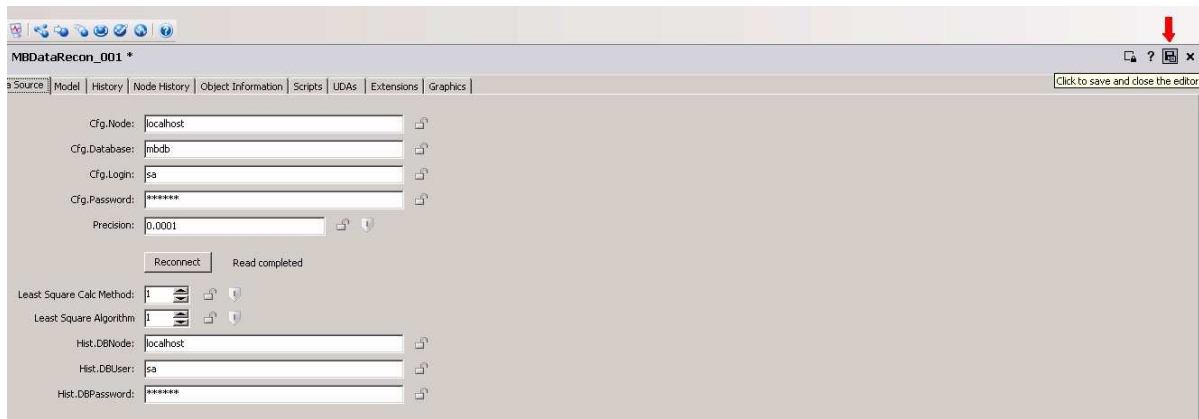 MBDataRecon_001 *
a Source Model History Node History Object Information Scripts UDAs Extensions Graphics
Click to save and close the editor
Cfg.Node: localhost
Cfg.Database: mbdb
Cfg.Login: sa
Cfg.Password: ******
Precision: 0.0001
Reconnect Read completed
Least Square Calc Method: 1
Least Square Algorithm 1
Hist.DBNode: localhost
Hist.DBUser: sa
Hist.DBPassword: ******